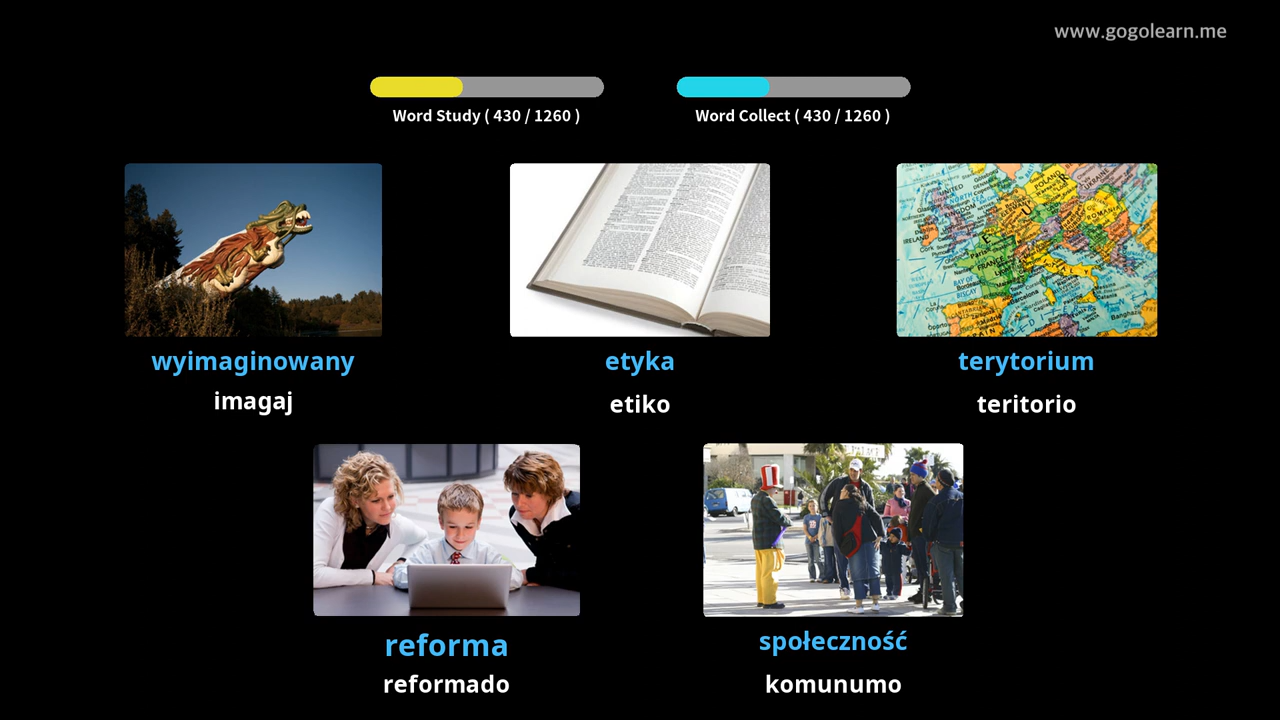 www.gogolearn.me
Word Study ( 430 / 1260 )
Word Collect ( 430 / 1260 )
wyimaginowany
etyka
terytorium
imagaj
etiko
teritorio
reforma
społeczność
reformado
komunumo